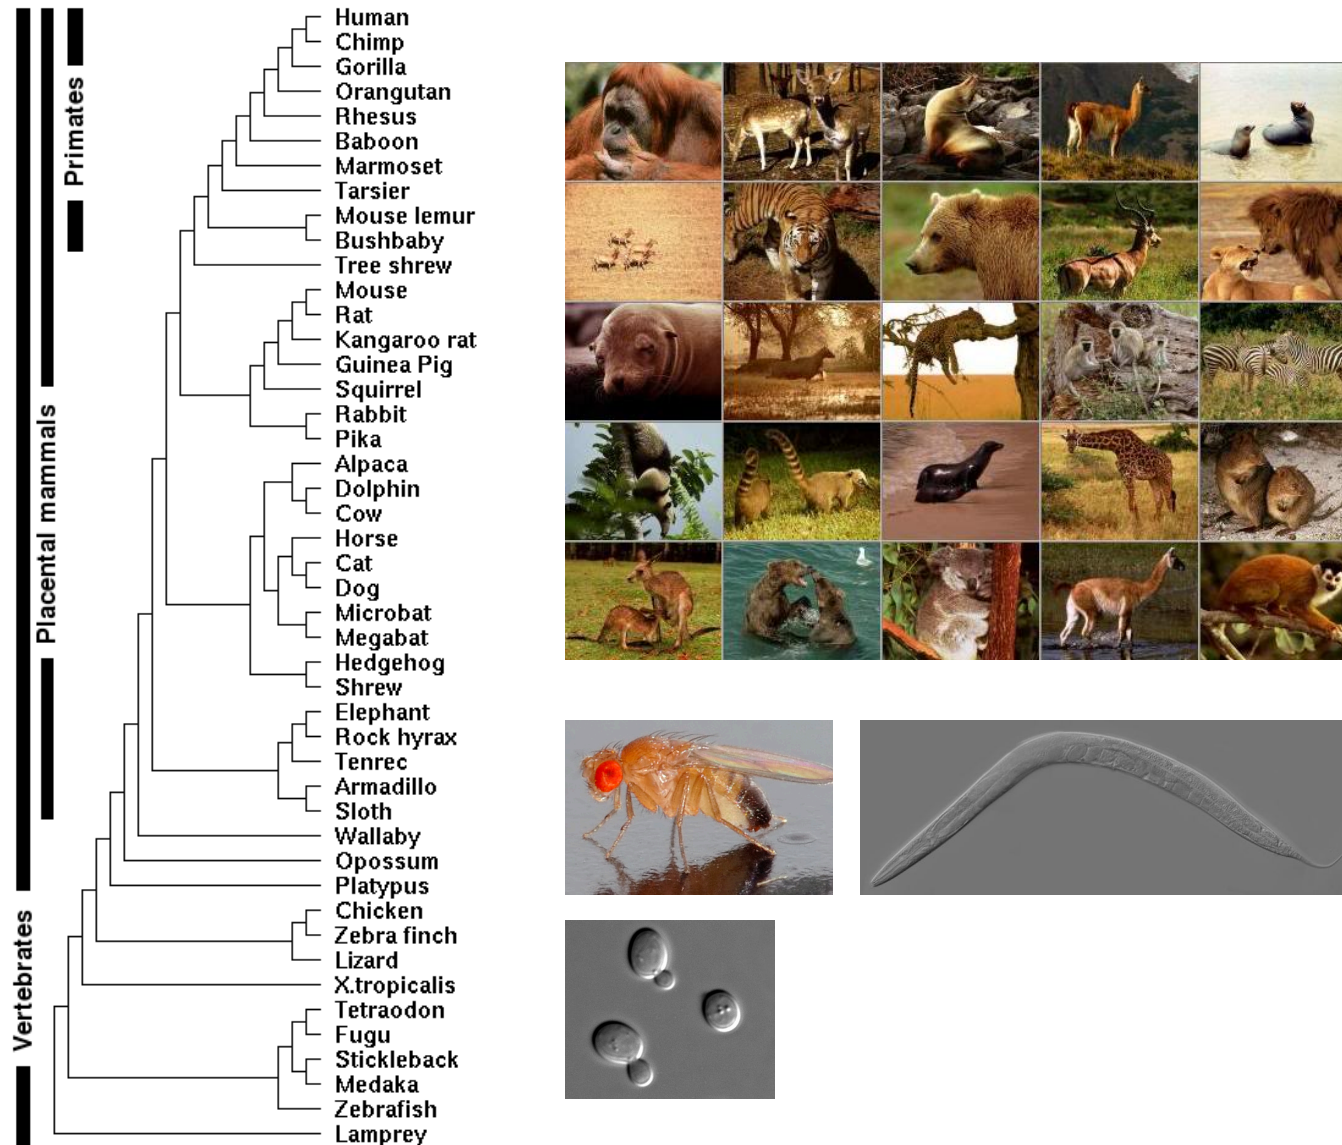 Human
Chimp
Gorilla
Orangutan
Rhesus
Baboon
Marmoset
Tarsier
Mouse lemur
Bushbaby
Tree shrew
Mouse
Rat
Kangaroo rat
Guinea Pig
Squirrel
Rabbit
Pika
Alpaca
Dolphin
Cow
Horse
Cat
Dog
Microbat
Megabat
Hedgehog
Shrew
Elephant
Rock hyrax
Tenrec
Armadillo
Sloth
Wallaby
Opossum
Platypus
Chicken
Zebra finch
Lizard
X.tropicalis
Tetraodon
Fugu
Stickleback
Medaka
Zebrafish
Lamprey
Primates
Placental mammals
Vertebrates